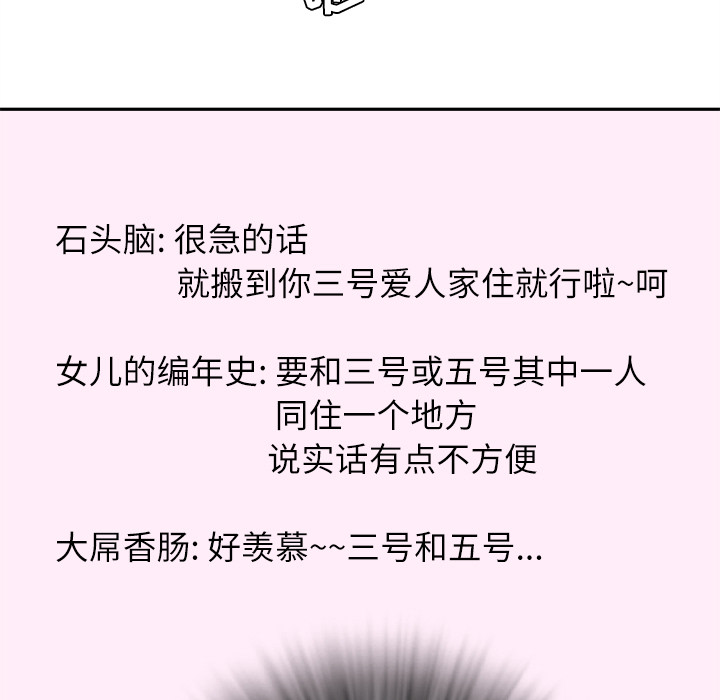 石头脑: 很急的话
就搬到你三号爱人家住就行啦~呵
女儿的编年史: 要和三号或五号其中一人
同住一个地方
说实话有点不方便
大屌香肠: 好羡慕~~三号和五号...